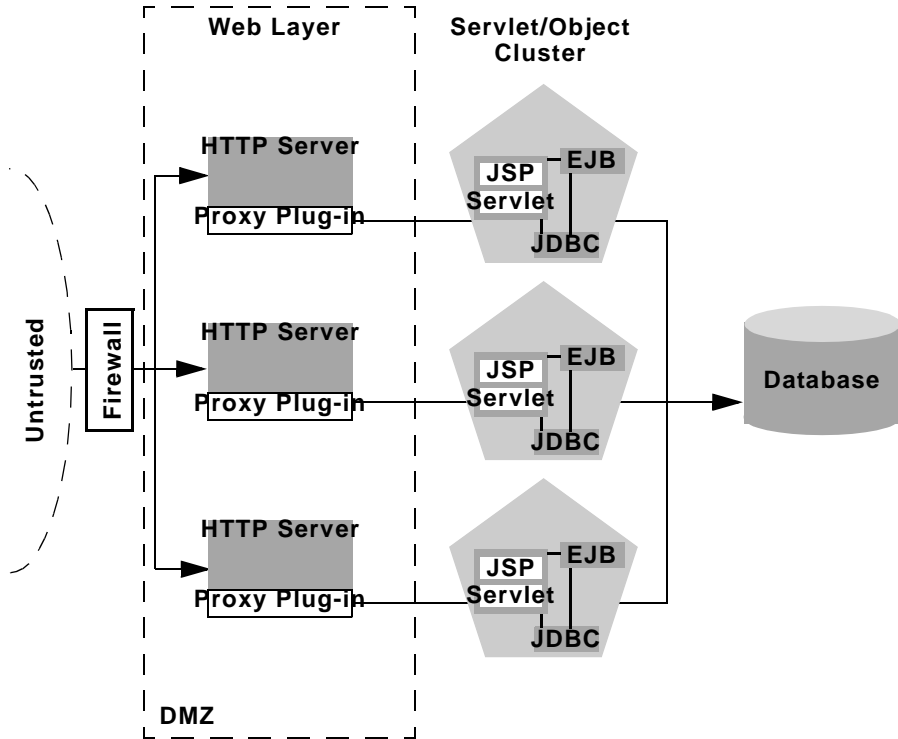 Web Layer
Servlet/Object
Cluster
HTTP Server
Proxy Plug-in
JSP
Servlet
EJB
JDBC
Untrusted
Firewall
HTTP Server
Proxy Plug-in
JSP
Servlet
EJB
JDBC
Database
HTTP Server
Proxy Plug-in
JSP
Servlet
EJB
JDBC
DMZ